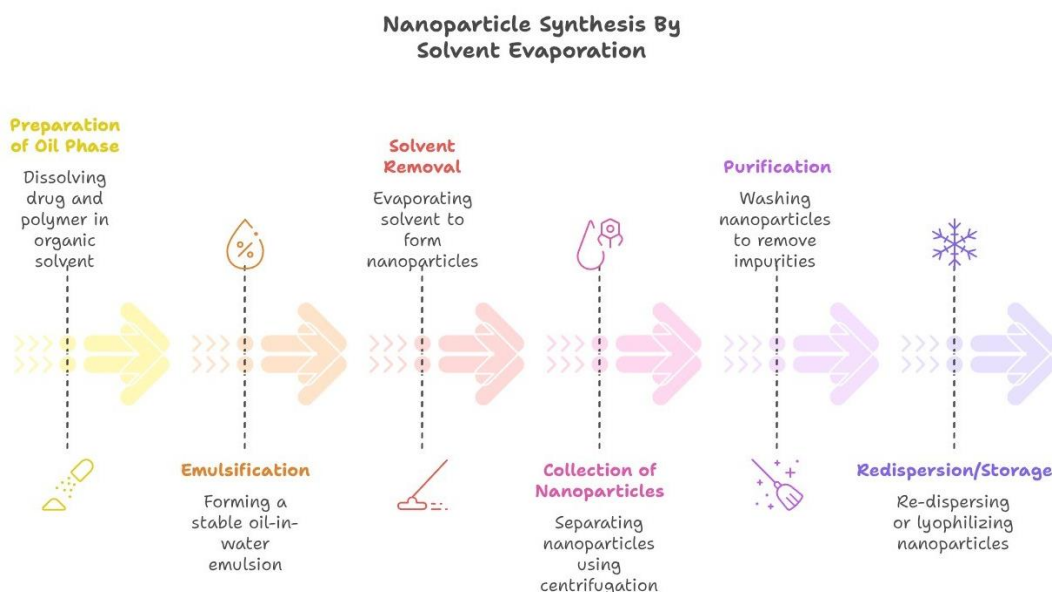 Nanoparticle Synthesis By
Solvent Evaporation
Preparation
of Oil Phase
Dissolving
drug and
polymer in
organic
solvent
Emulsification
Forming a
stable oil-in-
water
emulsion
Solvent
Removal
Evaporating
solvent to
form
nanoparticles
Collection of
Nanoparticles
Separating
nanoparticles
using
centrifugation
Purification
Washing
nanoparticles
to remove
impurities
Redispersion/Storage
Re-dispersing
or lyophilizing
nanoparticles